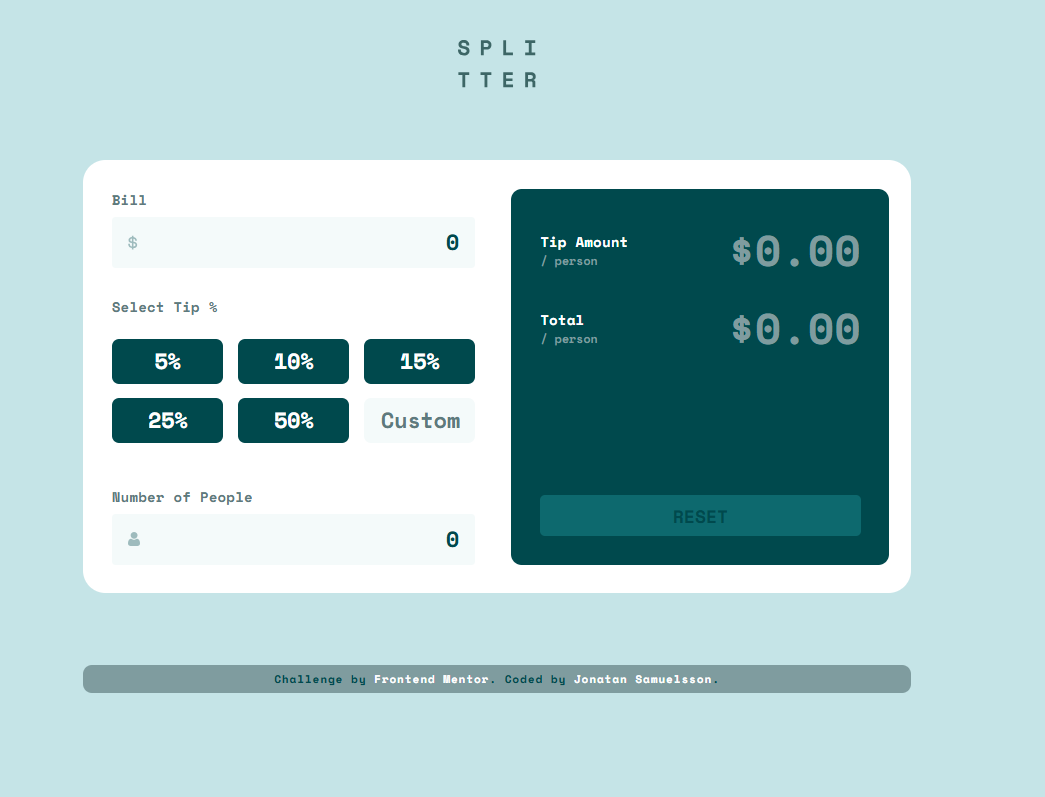 SPLI
TTER
Bill
$ 0
Select Tip %
5% 10% 15%
25% 50% Custom
Number of People
0
Tip Amount
/ person
$0.00
Total
/ person
$0.00
RESET
Challenge by Frontend Mentor. Coded by Jonatan Samuelsson.